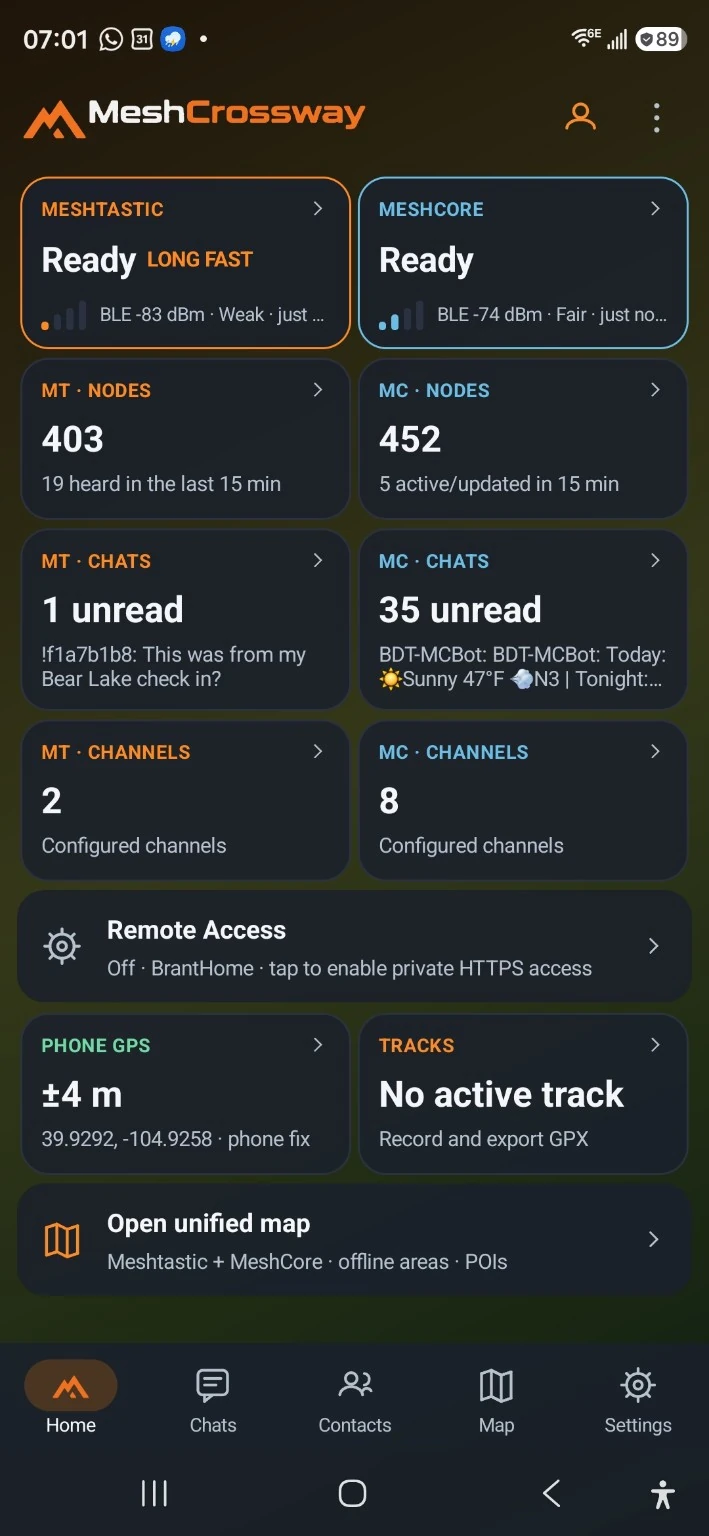 07:01 31 6E 89
MeshCrossway
MESHTASTIC
Ready LONG FAST
BLE -83 dBm · Weak · just ...
MESHCORE
Ready
BLE -74 dBm · Fair · just no...
MT · NODES
403
19 heard in the last 15 min
MC · NODES
452
5 active/updated in 15 min
MT · CHATS
1 unread
!f1a7b1b8: This was from my
Bear Lake check in?
MC · CHATS
35 unread
BDT-MCBot: BDT-MCBot: Today:
☀️Sunny 47°F 💨N3 | Tonight:...
MT · CHANNELS
2
Configured channels
MC · CHANNELS
8
Configured channels
Remote Access
Off · BrantHome · tap to enable private HTTPS access
PHONE GPS
±4 m
39.9292, -104.9258 · phone fix
TRACKS
No active track
Record and export GPX
Open unified map
Meshtastic + MeshCore · offline areas · POIs
Home
Chats
Contacts
Map
Settings